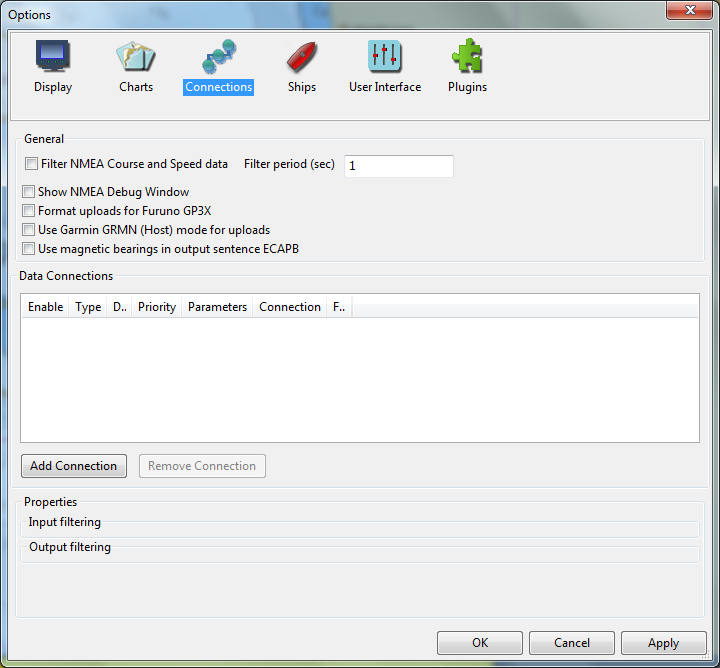 Options
Display Charts Connections Ships User Interface Plugins
General
Filter NMEA Course and Speed data Filter period (sec) 1
Show NMEA Debug Window
Format uploads for Furuno GP3X
Use Garmin GRMN (Host) mode for uploads
Use magnetic bearings in output sentence ECAPB
Data Connections
Enable Type D.. Priority Parameters Connection F..
Add Connection Remove Connection
Properties
Input filtering
Output filtering
OK Cancel Apply